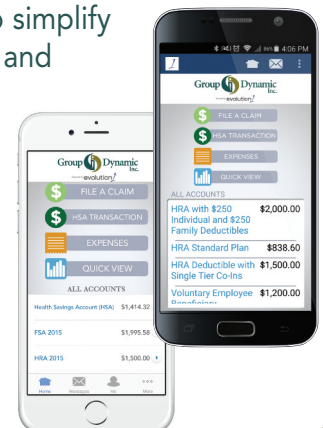 o simplify
and
86% 4:06 PM
Group Dynamic
Inc.
evolution1
FILE A CLAIM
HSA TRANSACTION
EXPENSES
QUICK VIEW
ALL ACCOUNTS
HRA with $250 $2,000.00
Individual and $250
Family Deductibles
HRA Standard Plan $838.60
HRA Deductible with $1,500.00
Single Tier Co-Ins
Voluntary Employee $1,200.00
Beneficiary
Group Dynamic
Inc.
evolution1
FILE A CLAIM
HSA TRANSACTION
EXPENSES
QUICK VIEW
ALL ACCOUNTS
Health Savings Account (HSA) $1,414.32
FSA 2015 $1,995.58
HRA 2015 $1,500.00
Home Messages Me More